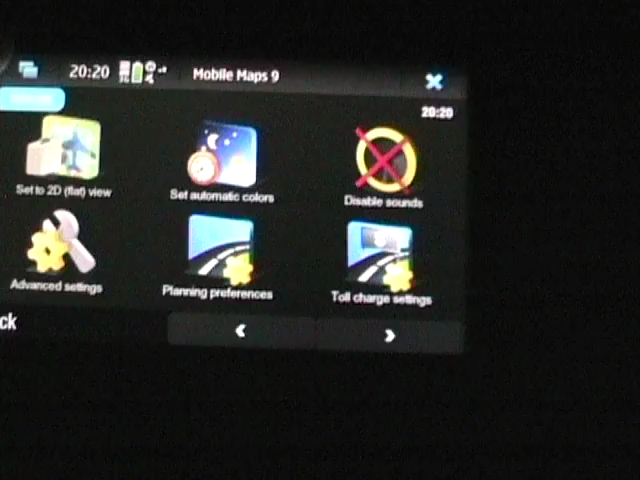 20:20 Mobile Maps 9
20:20
Set to 2D (flat) view Set automatic colors Disable sounds
Advanced settings Planning preferences Toll charge settings
ck